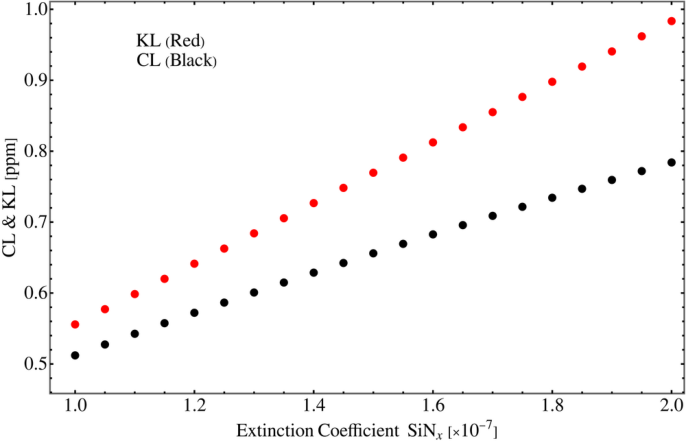 1.0
0.9
0.8
0.7
0.6
0.5
CL & KL [ppm]
KL (Red)
CL (Black)
1.0 1.2 1.4 1.6 1.8 2.0
Extinction Coefficient SiNₓ [×10⁻⁷]